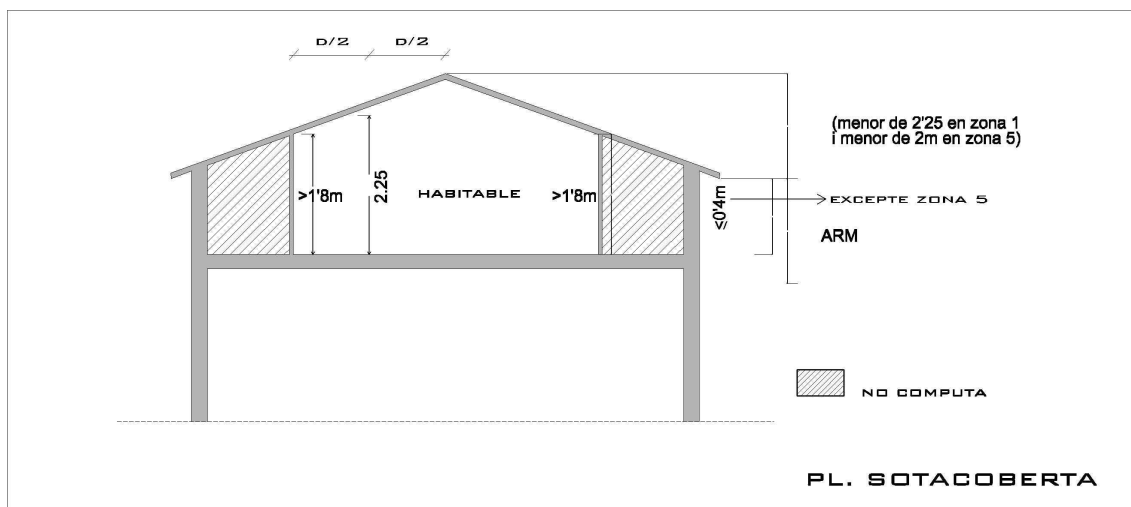 D/2 D/2
(menor de 2'25 en zona 1
i menor de 2m en zona 5)
>1'8m
2.25
HABITABLE
>1'8m
≤0'4m
EXCEPTE ZONA 5
ARM
NO COMPUTA
PL. SOTACOBERTA